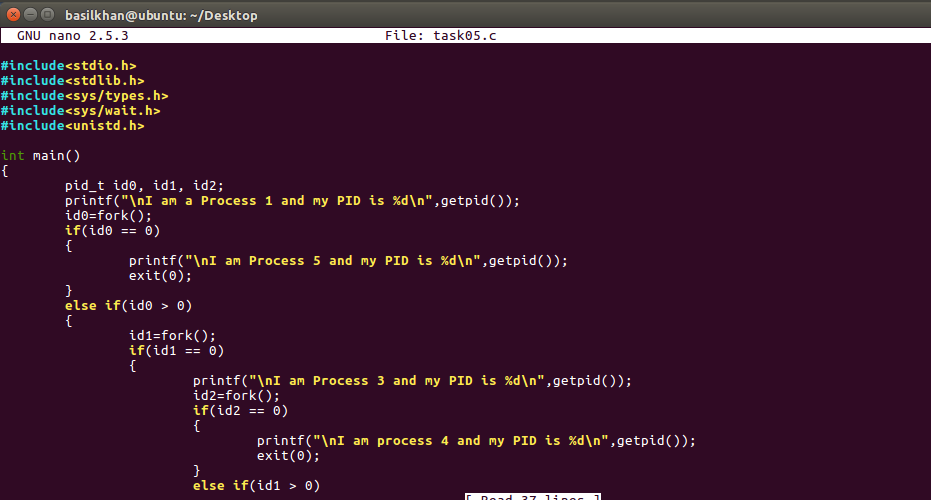 basilkhan@ubuntu: ~/Desktop
GNU nano 2.5.3 File: task05.c
#include<stdio.h>
#include<stdlib.h>
#include<sys/types.h>
#include<sys/wait.h>
#include<unistd.h>
int main()
{
pid_t id0, id1, id2;
printf("\nI am a Process 1 and my PID is %d\n",getpid());
id0=fork();
if(id0 == 0)
{
printf("\nI am Process 5 and my PID is %d\n",getpid());
exit(0);
}
else if(id0 > 0)
{
id1=fork();
if(id1 == 0)
{
printf("\nI am Process 3 and my PID is %d\n",getpid());
id2=fork();
if(id2 == 0)
{
printf("\nI am process 4 and my PID is %d\n",getpid());
exit(0);
}
else if(id1 > 0)
[ Read 37 lines ]